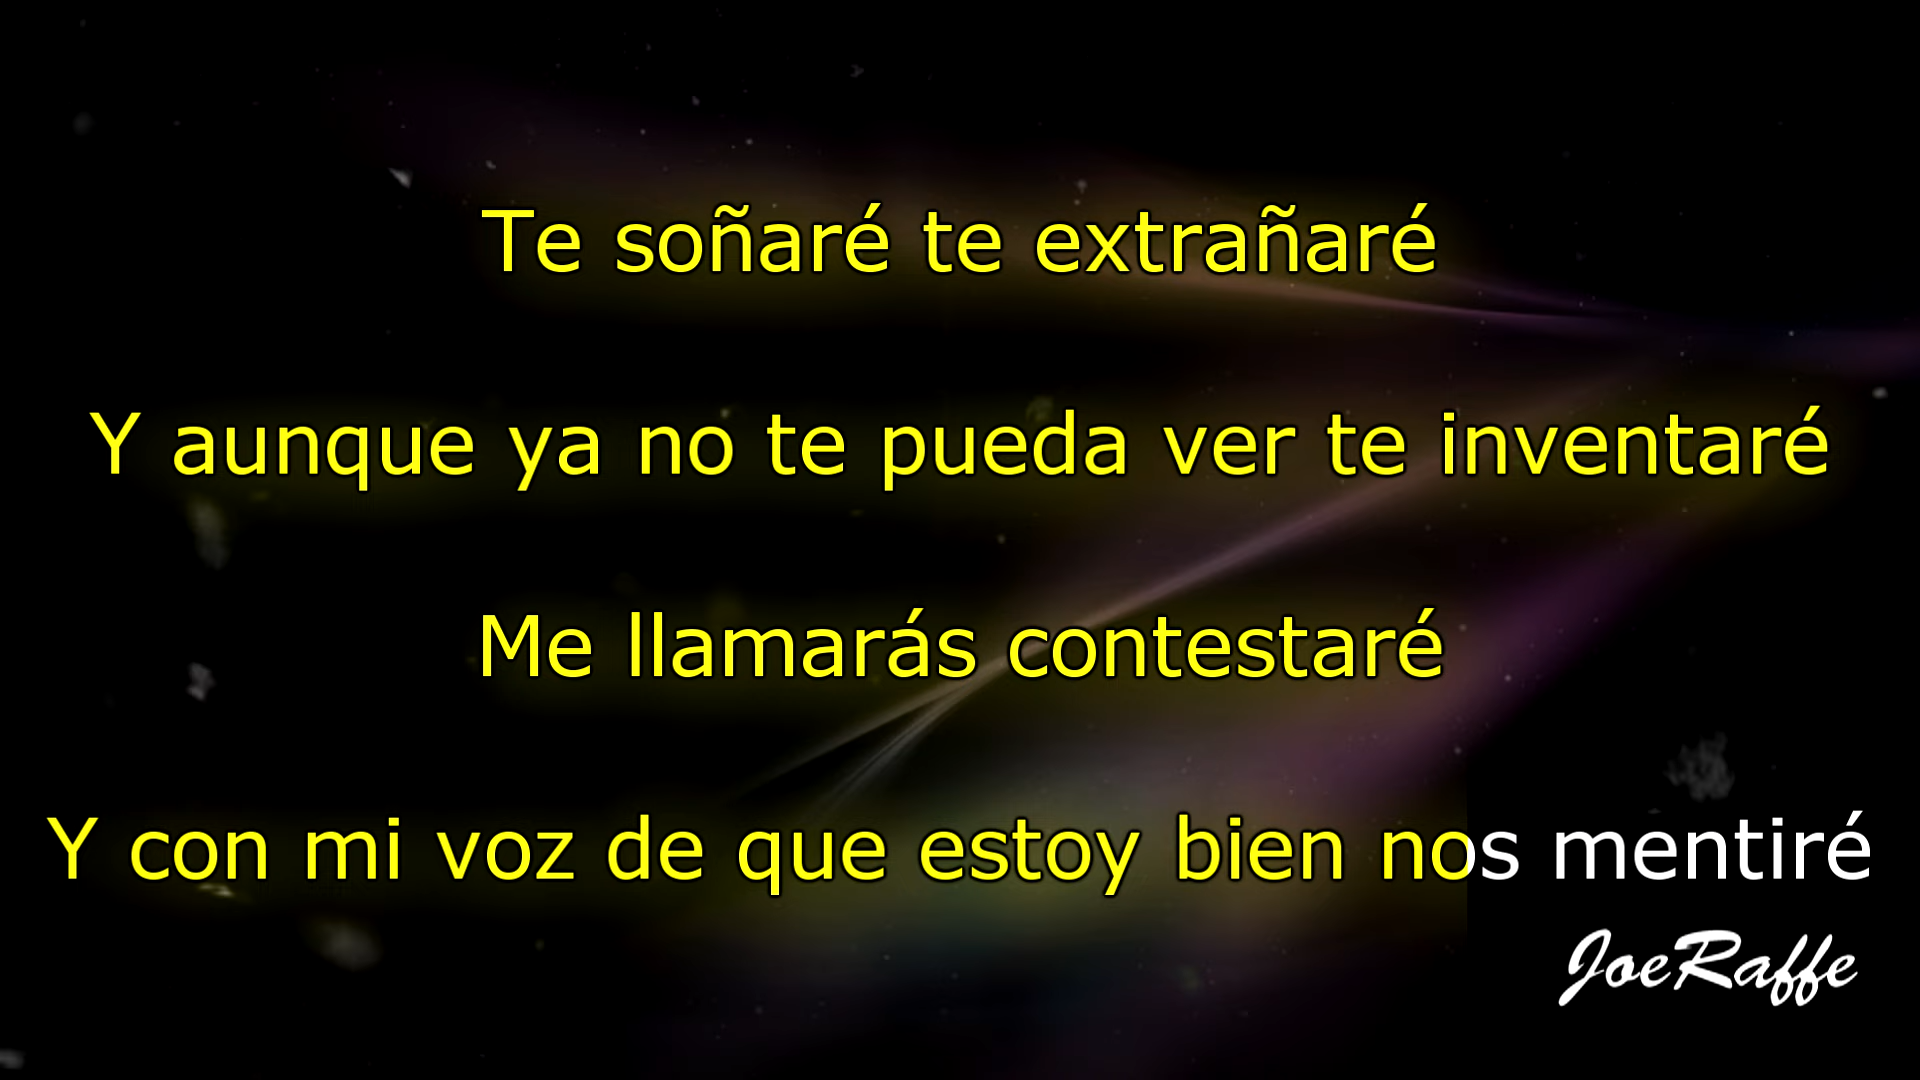 Te soñaré te extrañaré
Y aunque ya no te pueda ver te inventaré
Me llamarás contestaré
Y con mi voz de que estoy bien nos mentiré
JoeRaffe